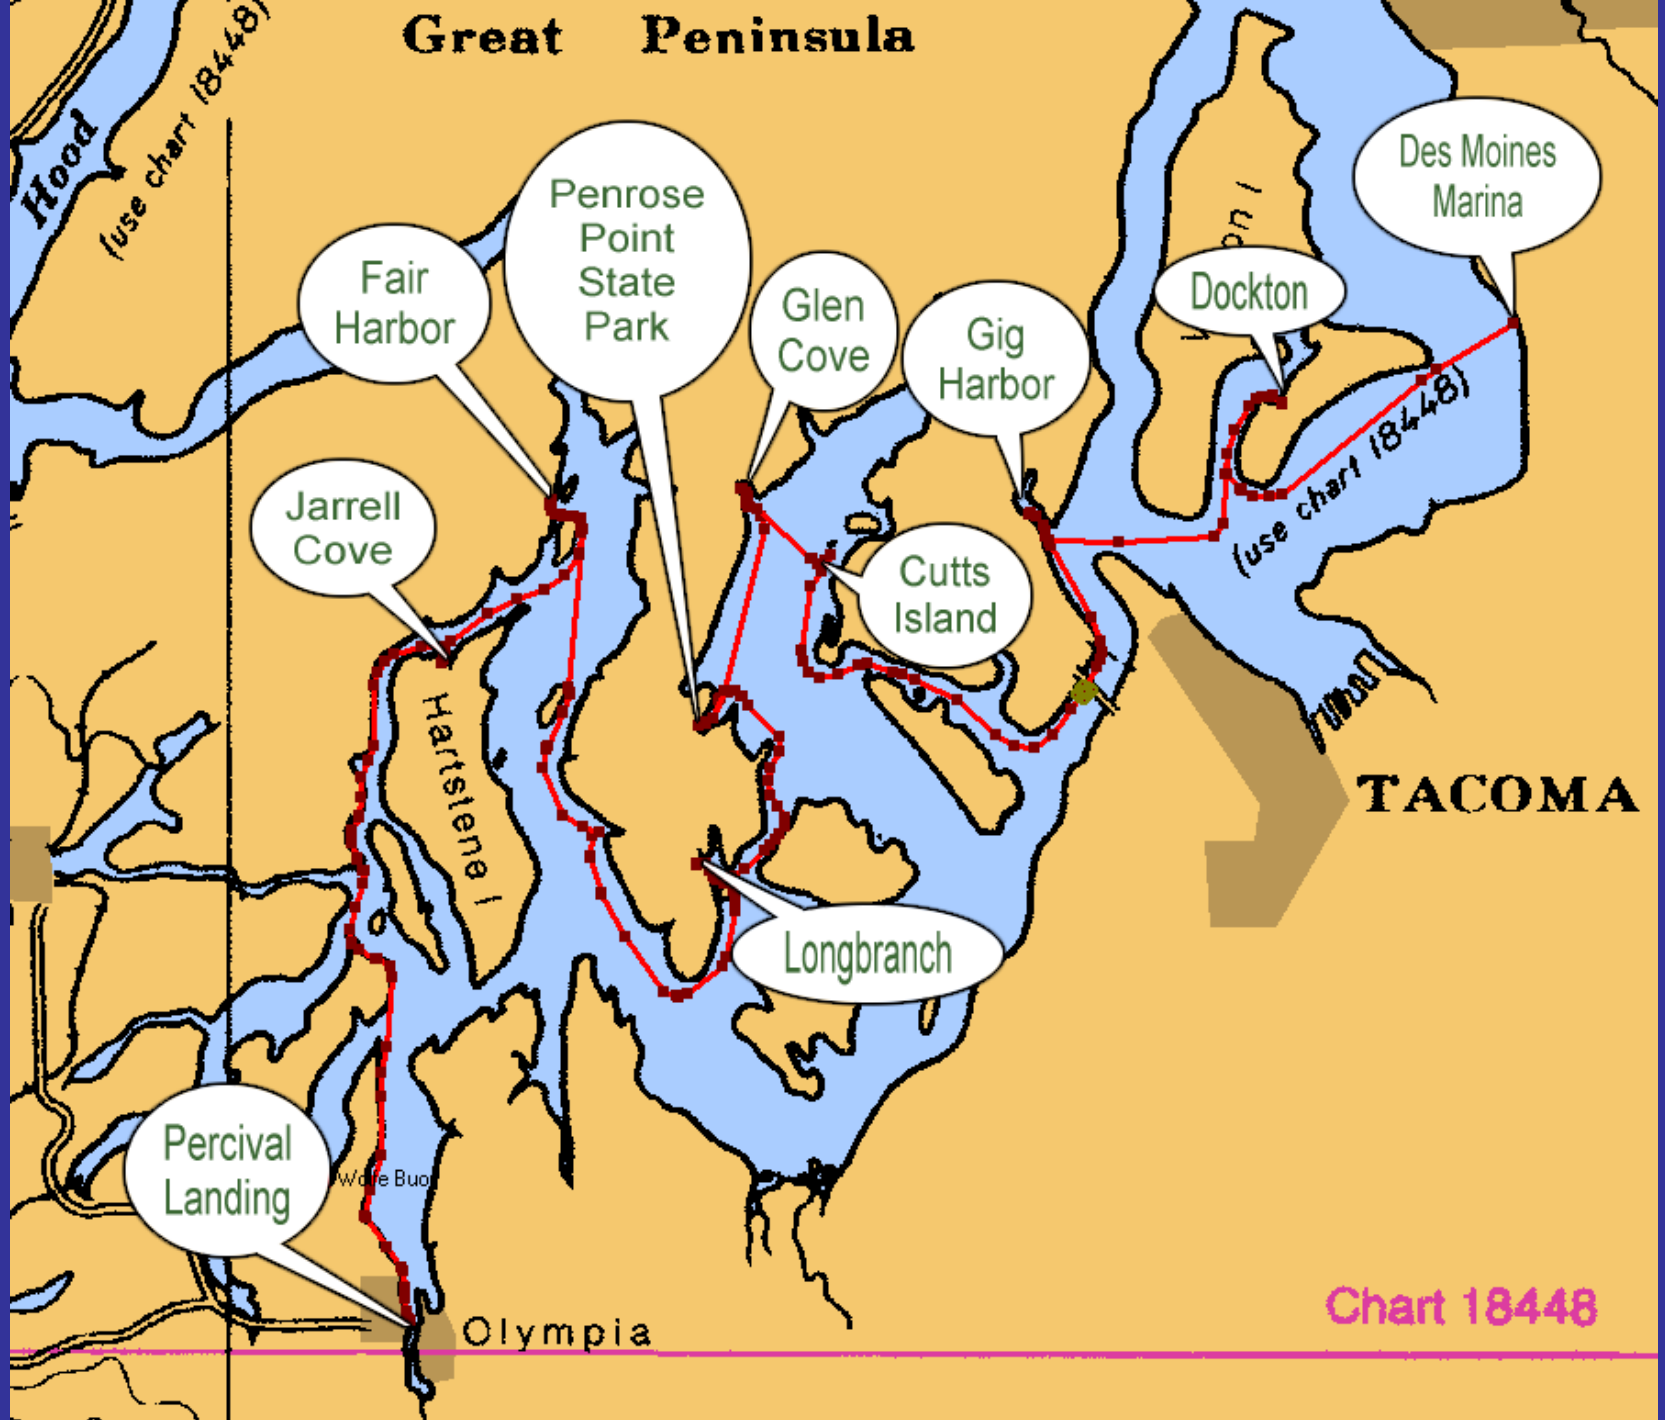 Great Peninsula
(use chart 18448)
Hood
Penrose
Point
State
Park
Des Moines
Marina
Fair
Harbor
Glen
Cove
Gig
Harbor
Dockton
on I
(use chart 18448)
Jarrell
Cove
Cutts
Island
Hartstene I
TACOMA
Longbranch
Percival
Landing
Chart 18448
Olympia